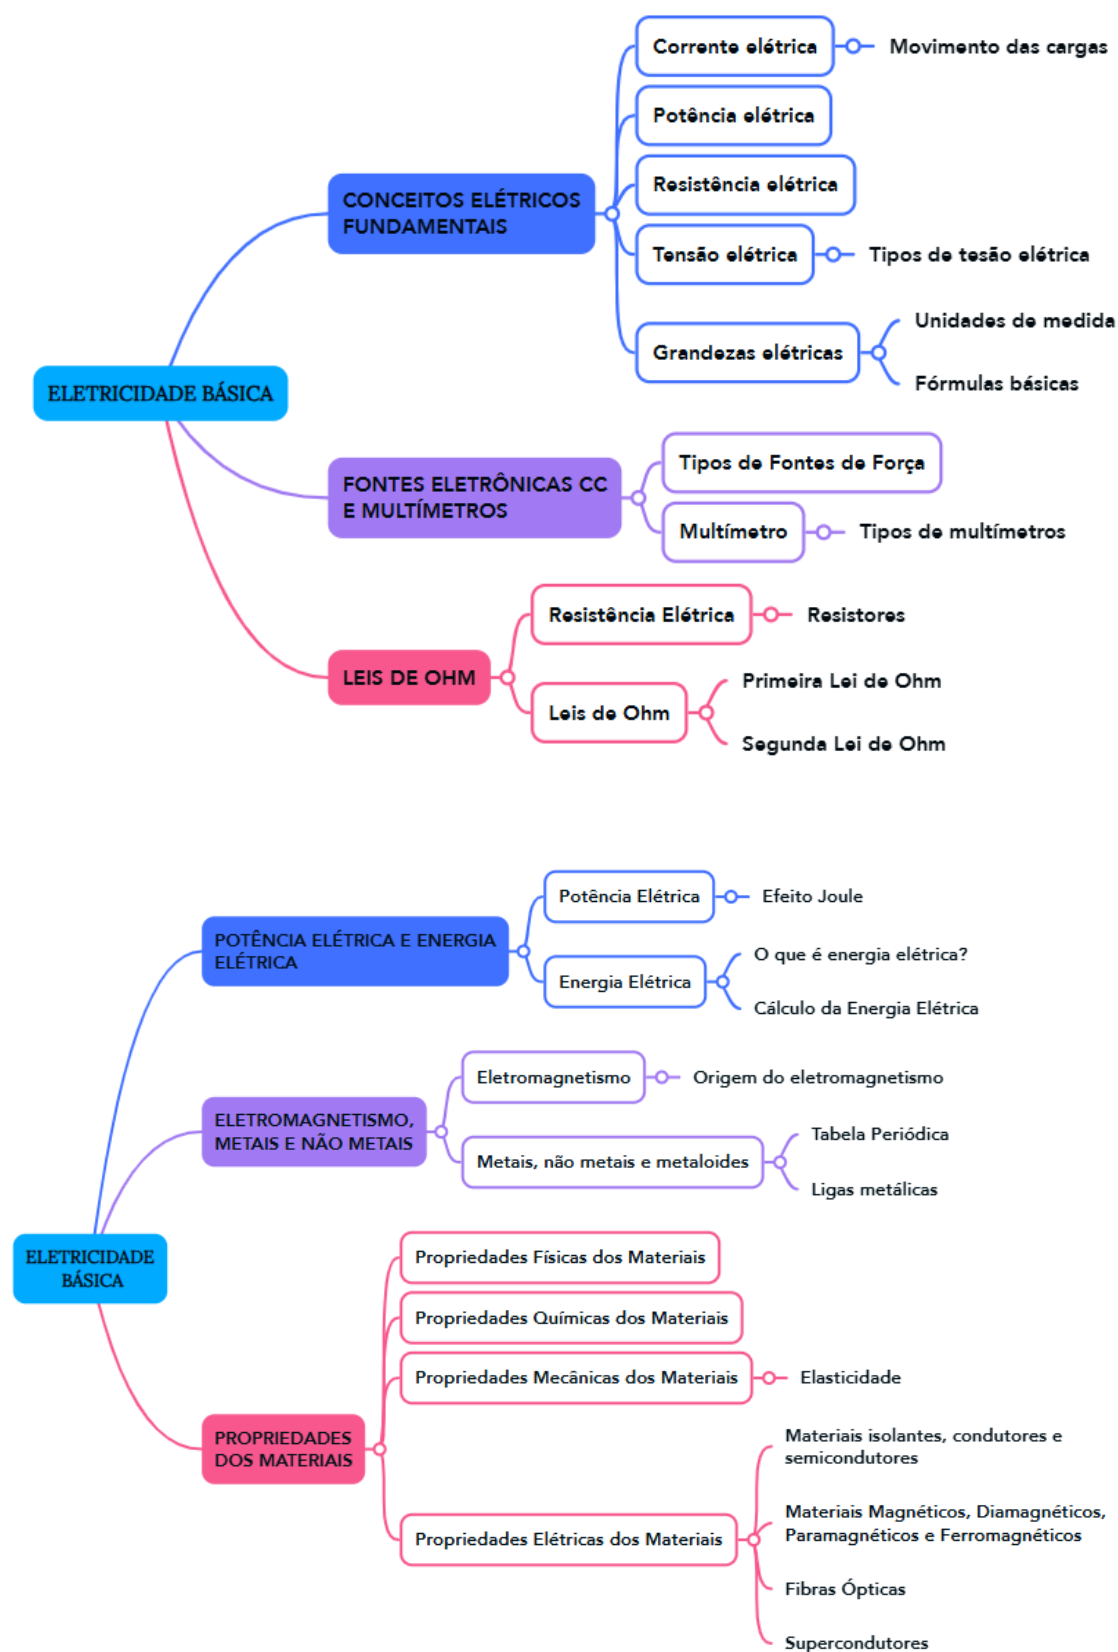 Corrente elétrica
Movimento das cargas
Potência elétrica
Resistência elétrica
CONCEITOS ELÉTRICOS
FUNDAMENTAIS
Tensão elétrica
Tipos de tesão elétrica
Unidades de medida
Grandezas elétricas
Fórmulas básicas
ELETRICIDADE BÁSICA
Tipos de Fontes de Força
FONTES ELETRÔNICAS CC
E MULTÍMETROS
Multímetro
Tipos de multímetros
Resistência Elétrica
Resistores
LEIS DE OHM
Primeira Lei de Ohm
Leis de Ohm
Segunda Lei de Ohm
Potência Elétrica
Efeito Joule
POTÊNCIA ELÉTRICA E ENERGIA
ELÉTRICA
O que é energia elétrica?
Energia Elétrica
Cálculo da Energia Elétrica
Eletromagnetismo
Origem do eletromagnetismo
ELETROMAGNETISMO,
METAIS E NÃO METAIS
Tabela Periódica
Metais, não metais e metaloides
Ligas metálicas
ELETRICIDADE
BÁSICA
Propriedades Físicas dos Materiais
Propriedades Químicas dos Materiais
Propriedades Mecânicas dos Materiais
Elasticidade
PROPRIEDADES
DOS MATERIAIS
Materiais isolantes, condutores e
semicondutores
Materiais Magnéticos, Diamagnéticos,
Paramagnéticos e Ferromagnéticos
Propriedades Elétricas dos Materiais
Fibras Ópticas
Supercondutores